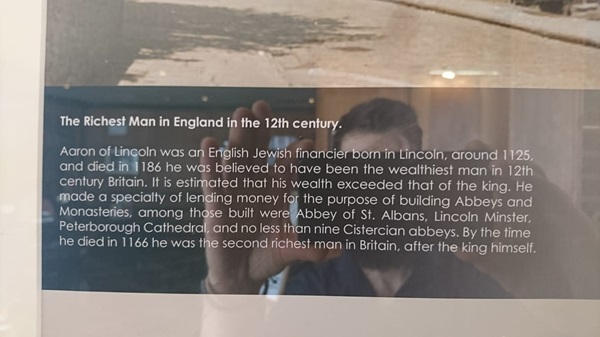 The Richest Man in England in the 12th century.
Aaron of Lincoln was an English Jewish financier born in Lincoln, around 1125,
and died in 1186 he was believed to have been the wealthiest man in 12th
century Britain. It is estimated that his wealth exceeded that of the king. He
made a specialty of lending money for the purpose of building Abbeys and
Monasteries, among those built were Abbey of St. Albans, Lincoln Minster,
Peterborough Cathedral, and no less than nine Cistercian abbeys. By the time
he died in 1166 he was the second richest man in Britain, after the king himself.